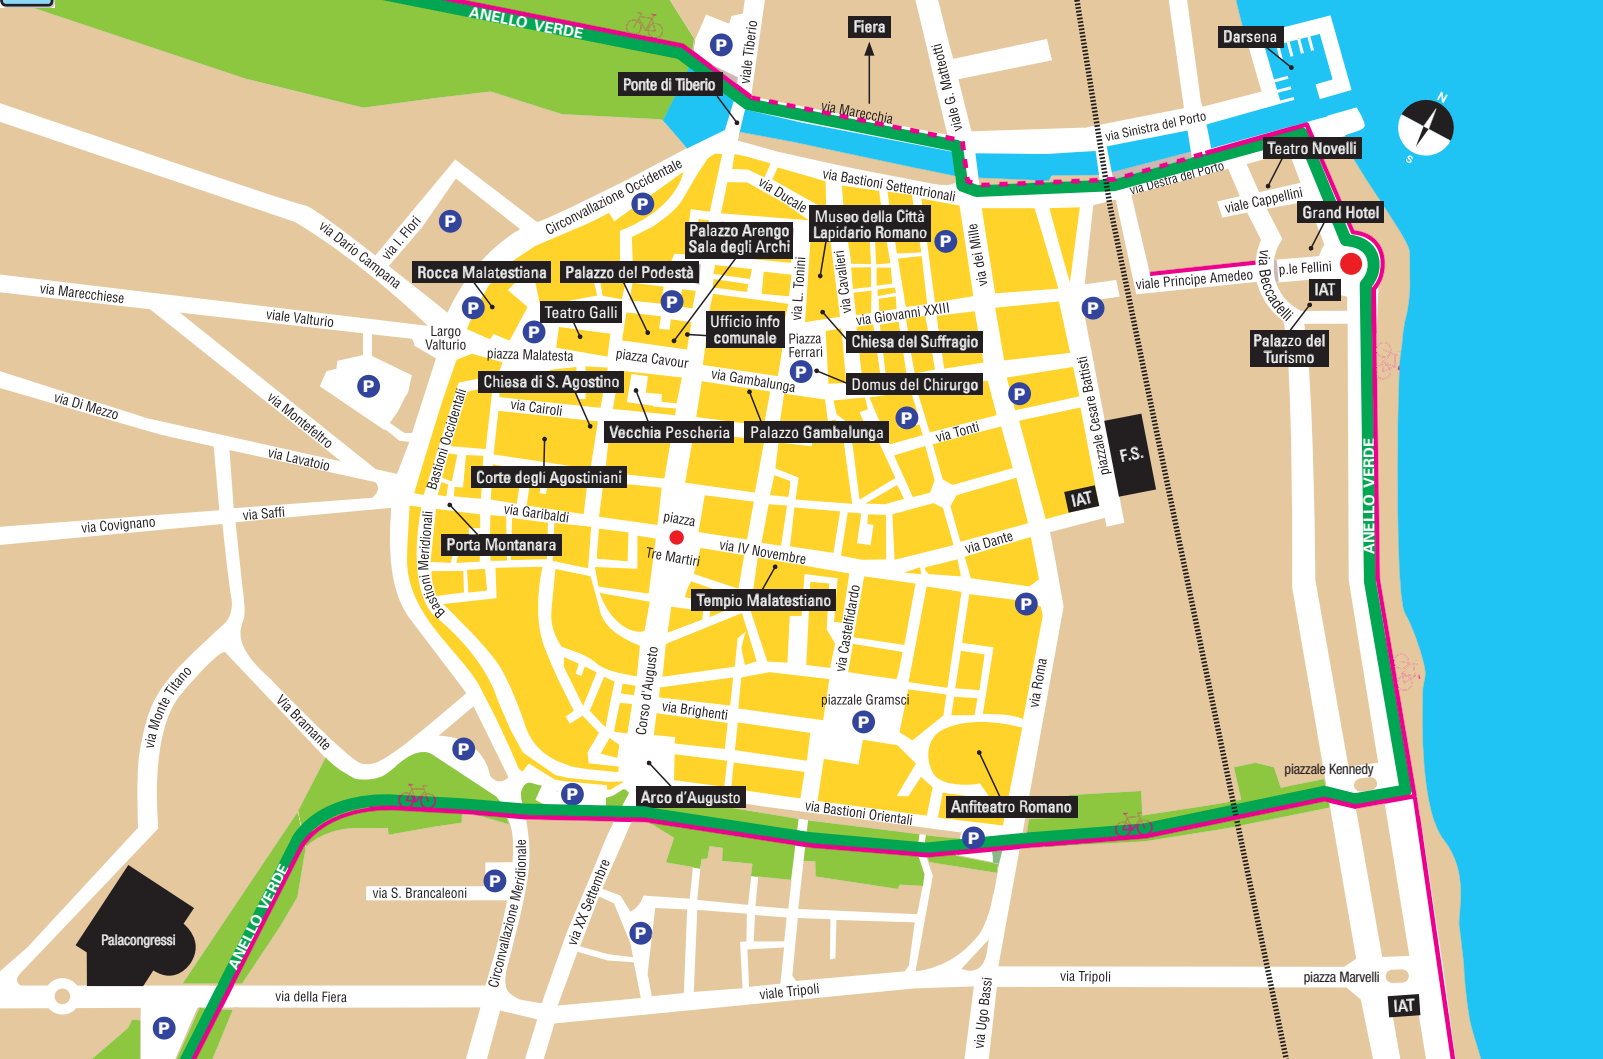 ANELLO VERDE
P
viale Tiberio
Fiera
viale G. Matteotti
Darsena
Ponte di Tiberio
via Marecchia
via Sinistra del Porto
N
S
Teatro Novelli
via Destra del Porto
viale Cappellini
Grand Hotel
p.le Fellini
IAT
viale Principe Amedeo
via Beccadelli
Palazzo del
Turismo
Circonvallazione Occidentale
P
via Ducale
via Bastioni Settentrionali
Palazzo Arengo
Sala degli Archi
Museo della Città
Lapidario Romano
P
via dei Mille
P
via I. Fiori
via Dario Campana
Rocca Malatestiana
Palazzo del Podestà
via L. Tonini
via Cavalieri
via Marecchiese
viale Valturio
P
Teatro Galli
P
P
Ufficio info
comunale
via Giovanni XXIII
P
Largo
Valturio
piazza Malatesta
piazza Cavour
Piazza
Ferrari
Chiesa del Suffragio
P
P
Domus del Chirurgo
via Gambalunga
Chiesa di S. Agostino
P
P
via Di Mezzo
via Montefeltro
via Lavatoio
Bastioni Occidentali
via Cairoli
Vecchia Pescheria
Palazzo Gambalunga
via Tonti
piazzale Cesare Battisti
F.S.
IAT
Corte degli Agostiniani
via Covignano
via Saffi
via Garibaldi
piazza
Tre Martiri
via IV Novembre
via Dante
Porta Montanara
Bastioni Meridionali
Tempio Malatestiano
P
ANELLO VERDE
via Castelfidardo
Corso d'Augusto
via Roma
via Monte Titano
Via Bramante
via Brighenti
piazzale Gramsci
P
P
P
Arco d'Augusto
via Bastioni Orientali
Anfiteatro Romano
P
piazzale Kennedy
ANELLO VERDE
via S. Brancaleoni
P
Circonvallazione Meridionale
via XX Settembre
P
Palacongressi
via della Fiera
viale Tripoli
via Ugo Bassi
via Tripoli
piazza Marvelli
IAT
P